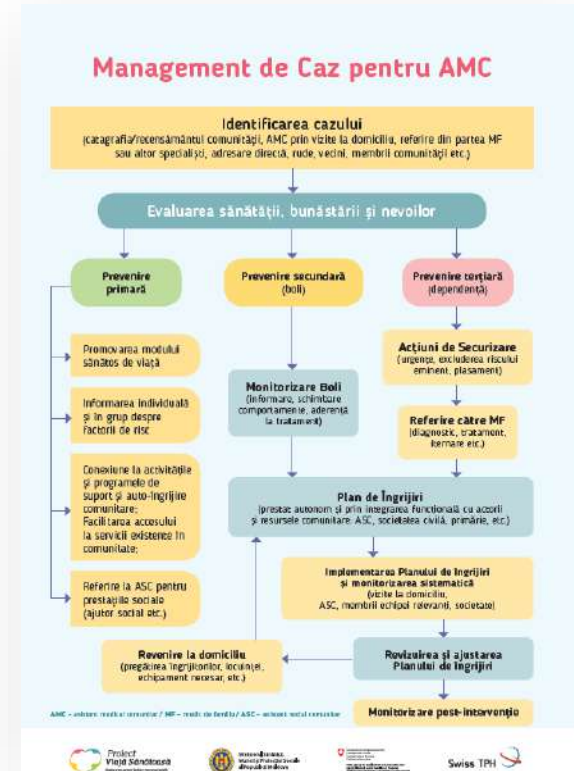 Management de Caz pentru AMC
Identificarea cazului
(catagrafia/recensământul comunității, AMC prin vizite la domiciliu, referire din partea MF
sau altor specialiști, adresare directă, rude, vecini, membrii comunității etc.)
Evaluarea sănătății, bunăstării și nevoilor
Prevenire
primară
Prevenire secundară
(boli)
Prevenire terțiară
(dependență)
Promovarea modului
sănătos de viață
Informarea individuală
și în grup despre
factorii de risc
Conexiune la activitățile
și programele de
suport și auto-îngrijire
comunitare;
Facilitarea accesului
la servicii existente în
comunitate;
Referire la ASC pentru
prestațiile sociale
(ajutor social etc.)
Monitorizare Boli
(informare, schimbare
comportamente, aderență
la tratament)
Acțiuni de Securizare
(urgențe, excluderea riscului
eminent, plasament)
Referire către MF
(diagnostic, tratament,
etc.)
Plan de Îngrijiri
(prestat autonom și prin integrarea funcțională cu actorii
și resursele comunitare: ASC, societatea civilă, primărie, etc.)
Implementarea Planului de Îngrijiri
și monitorizarea sistematică
(vizite la domiciliu,
ASC, membrii echipei relevanți, societate)
Revenire la domiciliu
(pregătirea îngrijitorilor, locuinței,
echipament necesar, etc.)
Revizuirea și ajustarea
Planului de Îngrijiri
Monitorizare post-intervenție
AMC – asistent medical comunitar / MF – medic de familie / ASC – asistent social comunitar
Proiect
Viață Sănătoasă
Swiss TPH